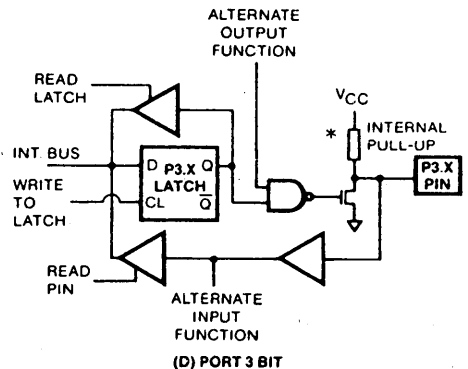 ALTERNATE
OUTPUT
FUNCTION
READ
LATCH
VCC
* INTERNAL
PULL-UP
INT. BUS
D P3.X Q
LATCH
CL Q̅
P3.X
PIN
WRITE
TO
LATCH
READ
PIN
ALTERNATE
INPUT
FUNCTION
(D) PORT 3 BIT